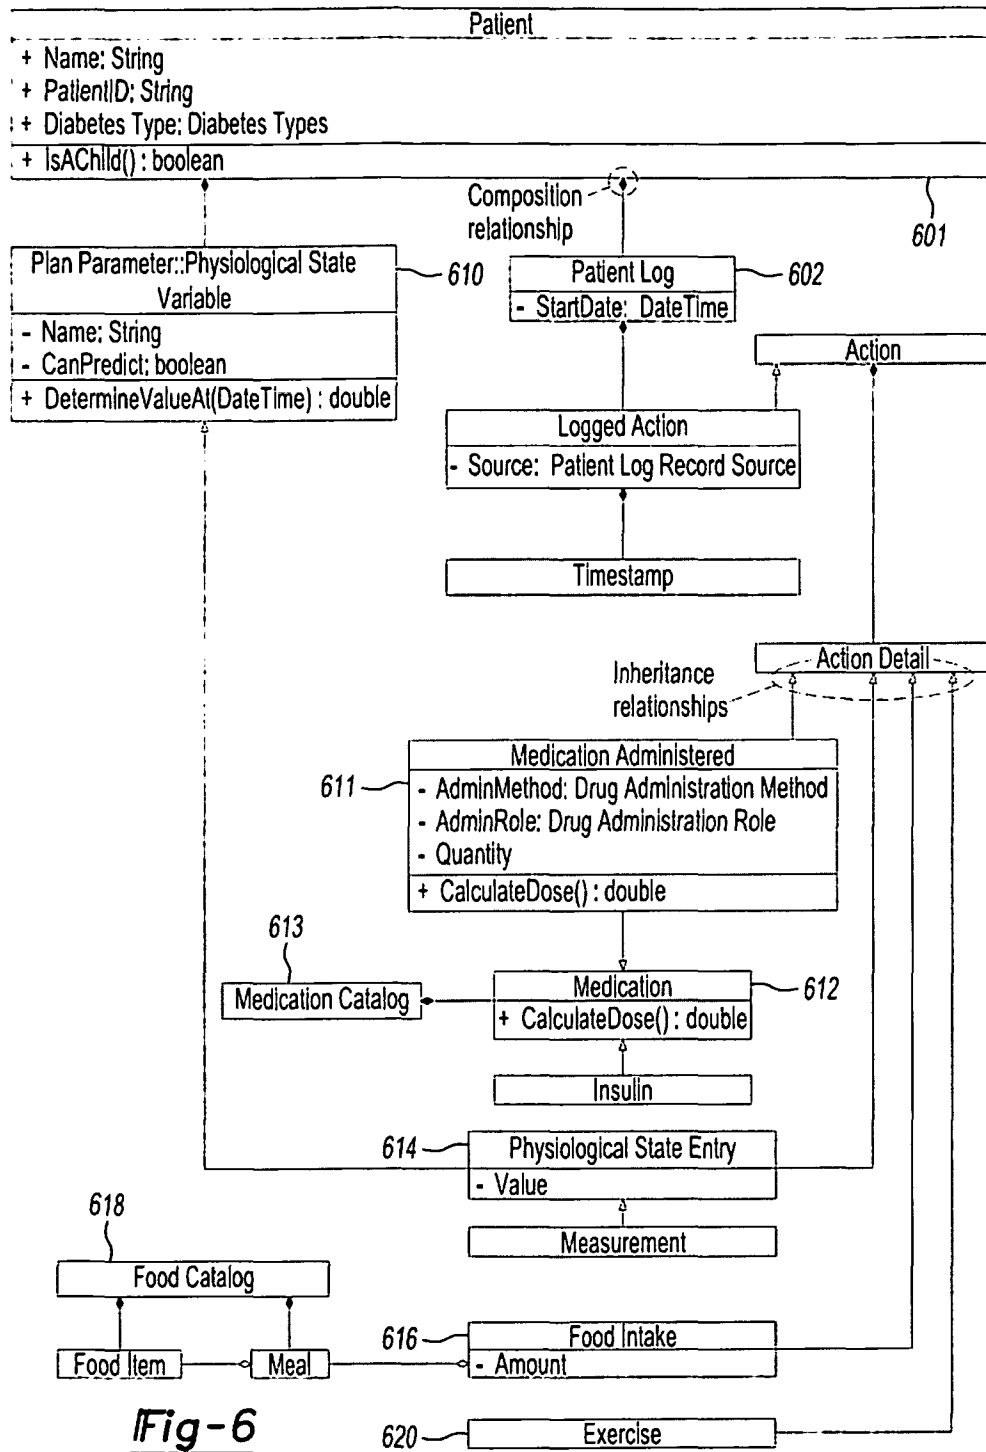 Patient
+ Name: String
+ PatientID: String
+ Diabetes Type: Diabetes Types
+ IsAChild() : boolean
Composition
relationship
601
Plan Parameter::Physiological State
Variable
610
- Name: String
- CanPredict: boolean
+ DetermineValueAt(DateTime) : double
Patient Log
602
- StartDate: DateTime
Action
Logged Action
- Source: Patient Log Record Source
Timestamp
Action Detail
Inheritance
relationships
Medication Administered
611
- AdminMethod: Drug Administration Method
- AdminRole: Drug Administration Role
- Quantity
+ CalculateDose() : double
613
Medication Catalog
Medication
612
+ CalculateDose() : double
Insulin
614
Physiological State Entry
- Value
Measurement
618
Food Catalog
Food Item
Meal
616
Food Intake
- Amount
Fig-6
620
Exercise